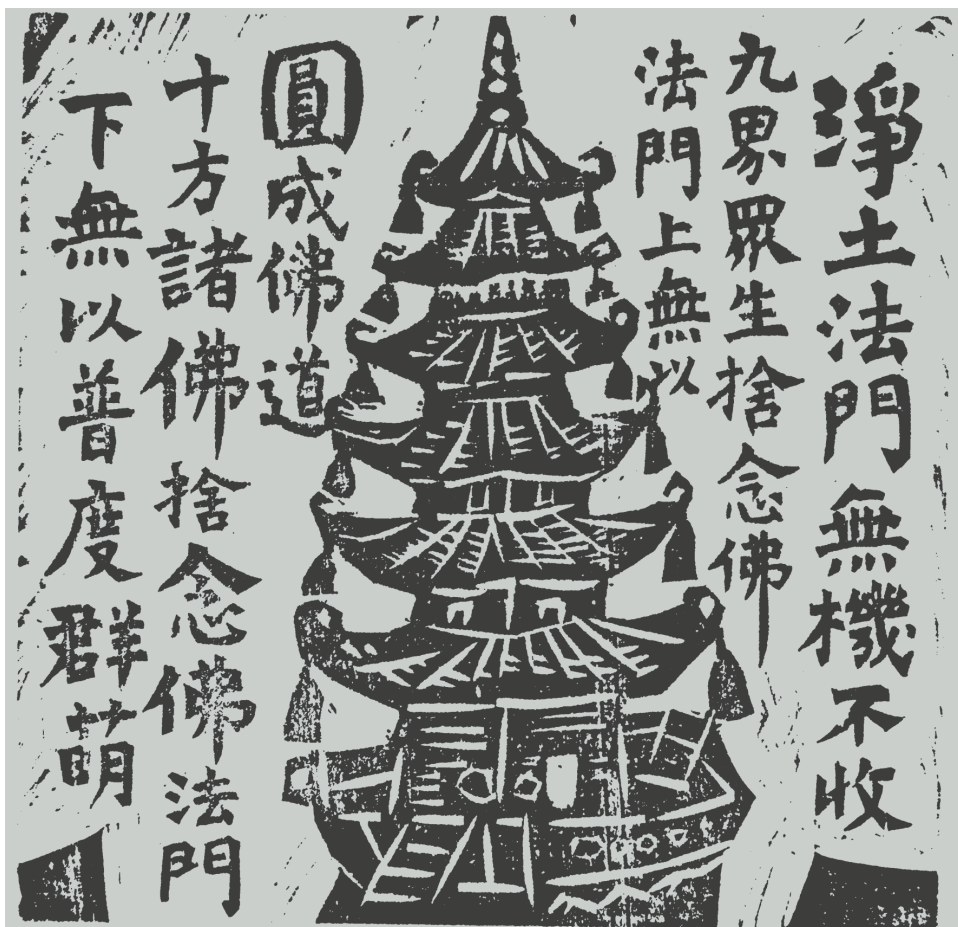 淨土法門無機不收
九界眾生捨念佛
法門上無以
圓成佛道
十方諸佛捨念佛法門
下無以普度群萌